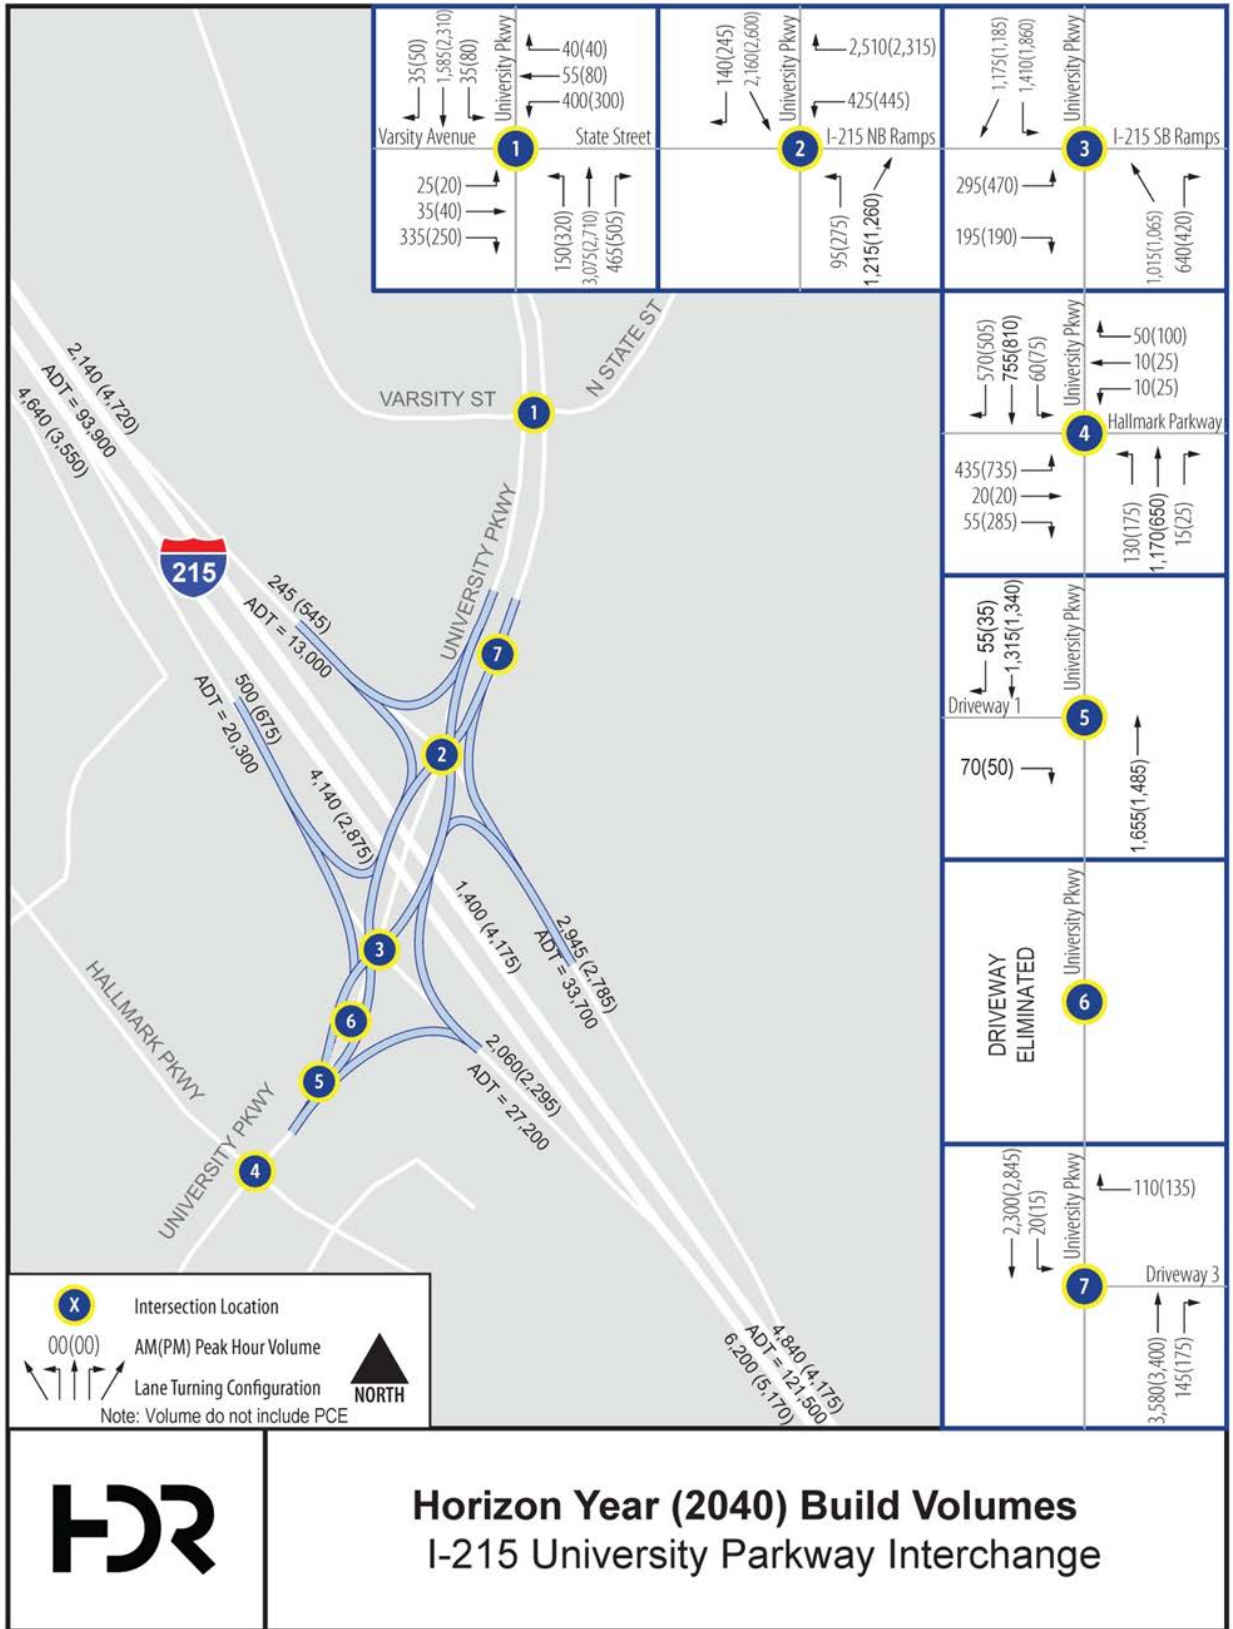 35(50)
1,585(2,310)
35(80)
University Pkwy
40(40)
55(80)
400(300)
Varsity Avenue
1
State Street
25(20)
35(40)
335(250)
150(320)
3,075(2,710)
465(505)
140(245)
2,160(2,600)
University Pkwy
2,510(2,315)
425(445)
2
I-215 NB Ramps
95(275)
1,215(1,260)
1,175(1,185)
1,410(1,860)
University Pkwy
3
I-215 SB Ramps
295(470)
195(190)
1,015(1,065)
640(420)
570(505)
755(810)
60(75)
University Pkwy
50(100)
10(25)
10(25)
4
Hallmark Parkway
435(735)
20(20)
55(285)
130(175)
1,170(650)
15(25)
55(35)
1,315(1,340)
University Pkwy
Driveway 1
5
70(50)
1,655(1,485)
DRIVEWAY
ELIMINATED
University Pkwy
6
2,300(2,845)
20(15)
University Pkwy
110(135)
7
Driveway 3
3,580(3,400)
145(175)
2,140 (4,720)
ADT = 93,900
4,640 (3,550)
VARSITY ST
1
N STATE ST
215
UNIVERSITY PKWY
245 (545)
ADT = 13,000
7
500 (675)
ADT = 20,300
2
4,140 (2,875)
1,400 (4,175)
2,945 (2,785)
ADT = 33,700
3
HALLMARK PKWY
6
5
2,060(2,295)
ADT = 27,200
UNIVERSITY PKWY
4
4,840 (4,175)
ADT = 121,500
6,200 (5,170)
X
Intersection Location
00(00)
AM(PM) Peak Hour Volume
Lane Turning Configuration
NORTH
Note: Volume do not include PCE
HDR
Horizon Year (2040) Build Volumes
I-215 University Parkway Interchange